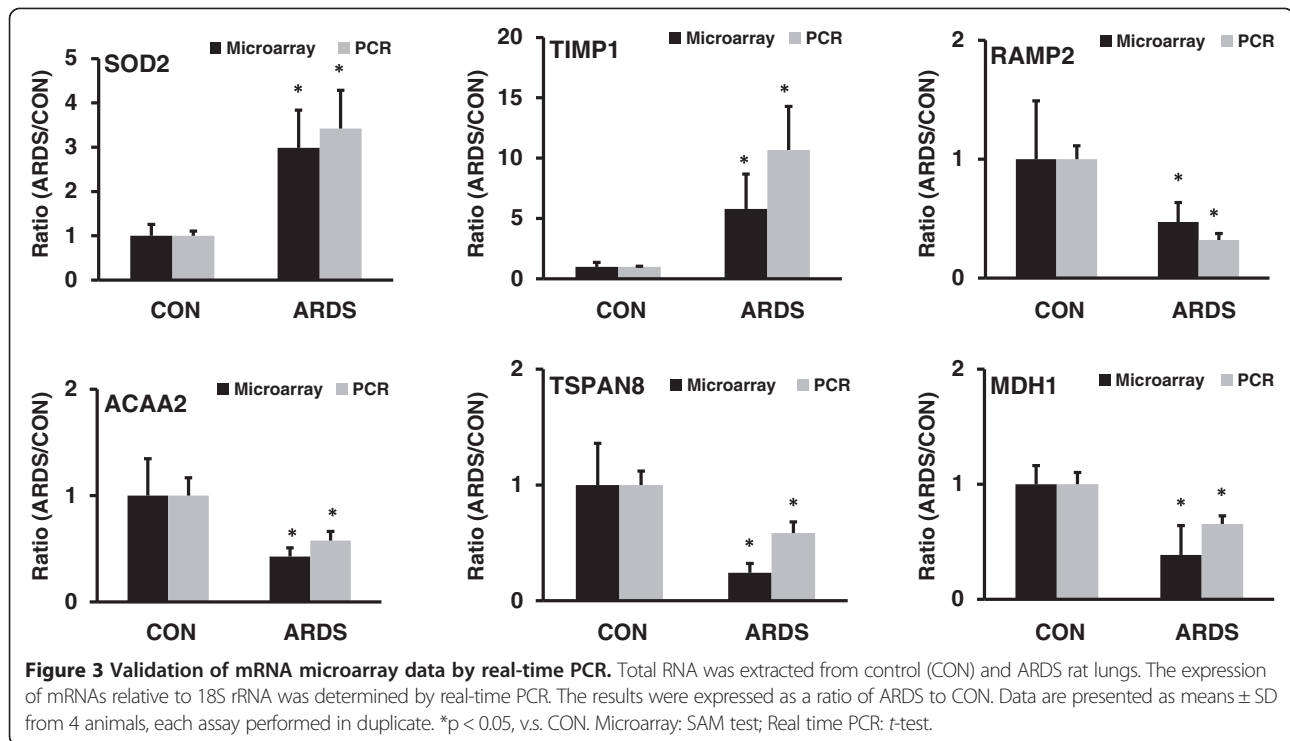 SOD2
Microarray PCR
Ratio (ARDS/CON)
5
4
3
2
1
0
* *
CON ARDS
TIMP1
Microarray PCR
Ratio (ARDS/CON)
20
15
10
5
0
* *
CON ARDS
RAMP2
Microarray PCR
Ratio (ARDS/CON)
2
1
0
* *
CON ARDS
ACAA2
Microarray PCR
Ratio (ARDS/CON)
2
1
0
* *
CON ARDS
TSPAN8
Microarray PCR
Ratio (ARDS/CON)
2
1
0
* *
CON ARDS
MDH1
Microarray PCR
Ratio (ARDS/CON)
2
1
0
* *
CON ARDS
Figure 3 Validation of mRNA microarray data by real-time PCR. Total RNA was extracted from control (CON) and ARDS rat lungs. The expression
of mRNAs relative to 18S rRNA was determined by real-time PCR. The results were expressed as a ratio of ARDS to CON. Data are presented as means ± SD
from 4 animals, each assay performed in duplicate. *p < 0.05, v.s. CON. Microarray: SAM test; Real time PCR: t-test.